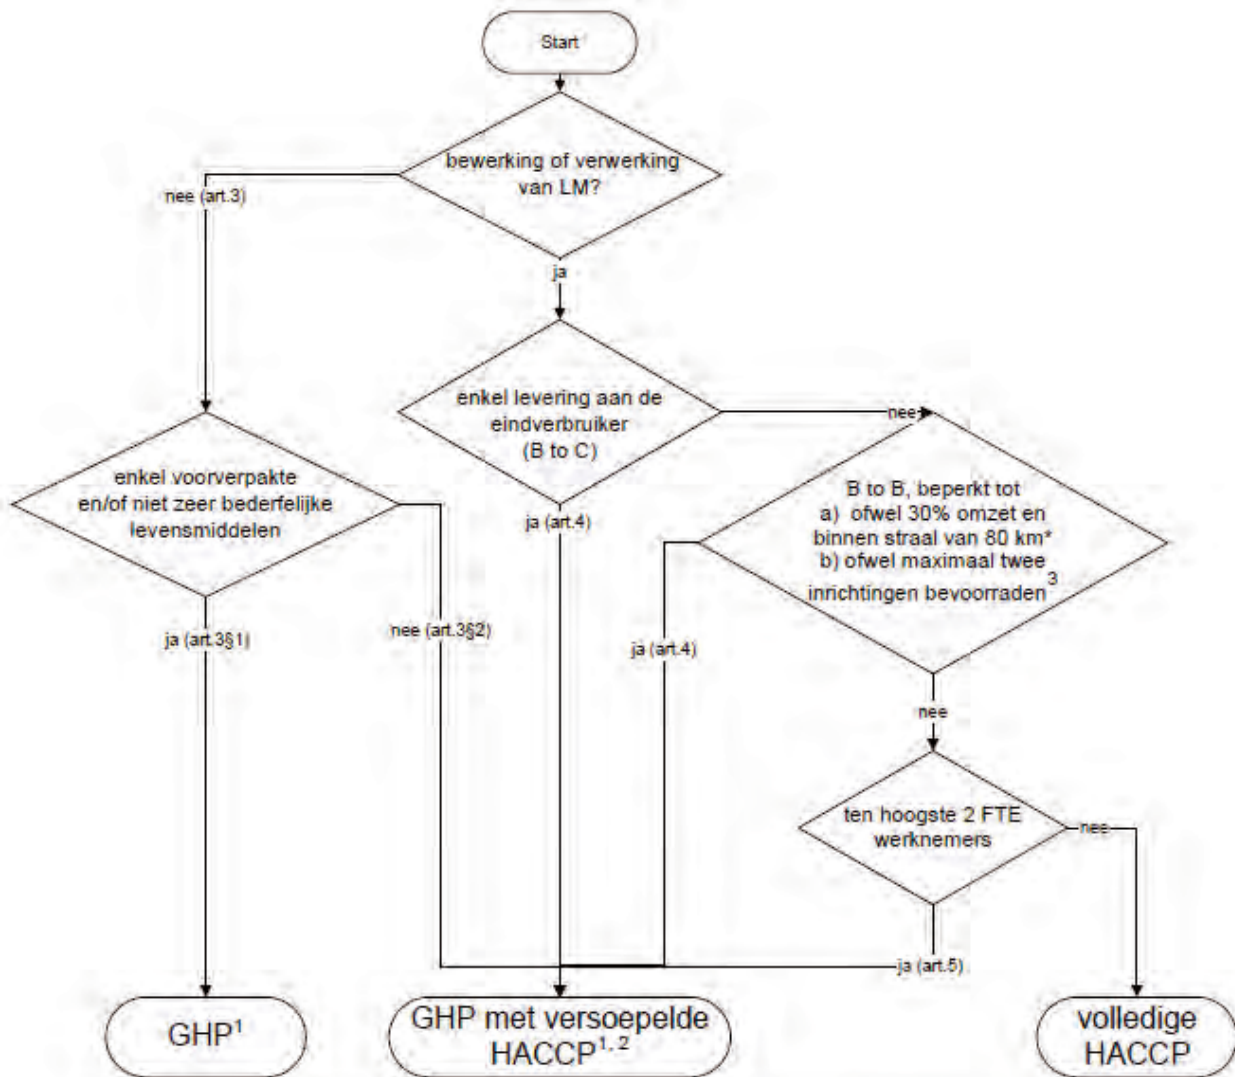 Start
bewerking of verwerking
van LM?
nee (art.3)
ja
enkel levering aan de
eindverbruiker
(B to C)
nee
enkel voorverpakte
en/of niet zeer bederfelijke
levensmiddelen
B to B, beperkt tot
a) ofwel 30% omzet en
binnen straal van 80 km*
b) ofwel maximaal twee
inrichtingen bevoorraden³
ja (art.4)
ja (art.3§1)
nee (art.3§2)
ja (art.4)
nee
ten hoogste 2 FTE
werknemers
nee
ja (art.5)
GHP¹
GHP met versoepelde
HACCP¹, ²
volledige
HACCP